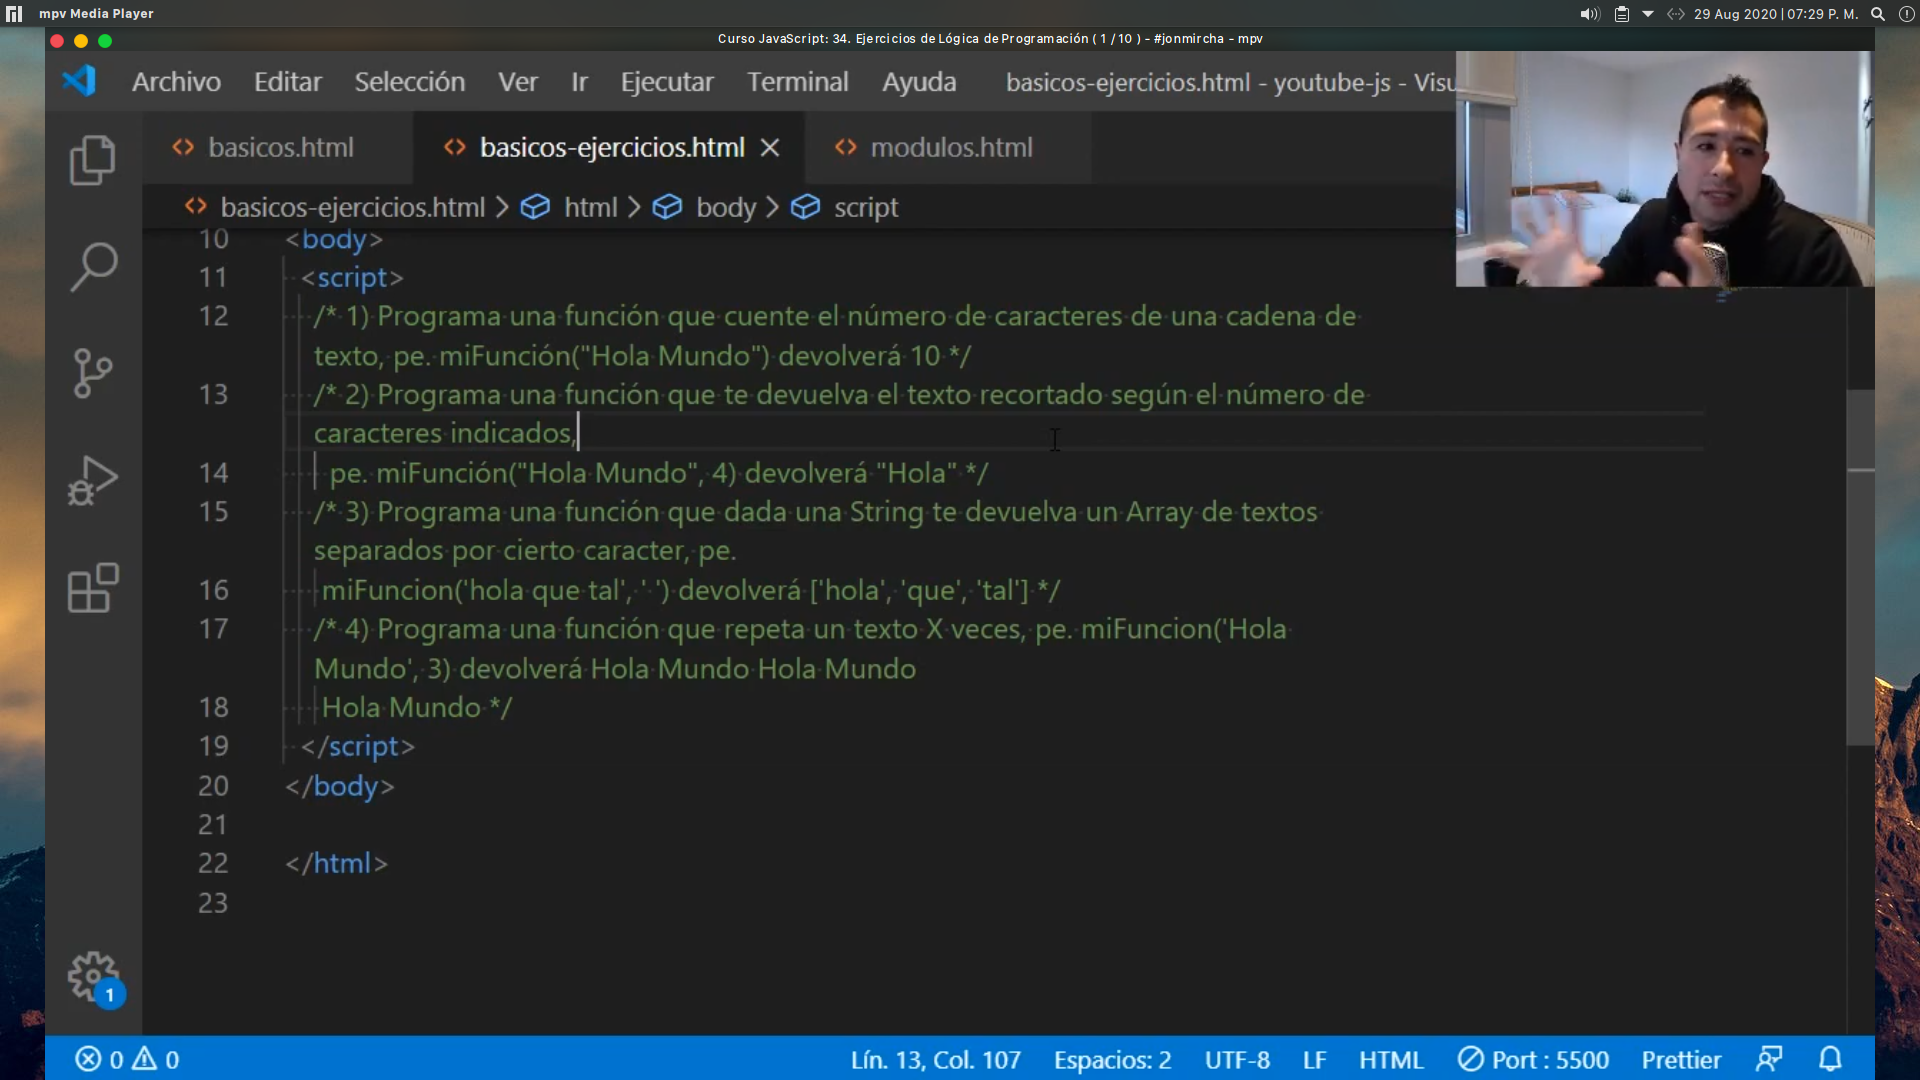 mpv Media Player
29 Aug 2020 | 07:29 P. M.
Curso JavaScript: 34. Ejercicios de Lógica de Programación ( 1 / 10 ) - #jonmircha - mpv
Archivo Editar Selección Ver Ir Ejecutar Terminal Ayuda basicos-ejercicios.html - youtube-js - Visu
basicos.html basicos-ejercicios.html modulos.html
basicos-ejercicios.html > html > body > script
10 <body>
11 <script>
12 /* 1) Programa una función que cuente el número de caracteres de una cadena de
texto, pe. miFunción("Hola Mundo") devolverá 10 */
13 /* 2) Programa una función que te devuelva el texto recortado según el número de
caracteres indicados,
14 pe. miFunción("Hola Mundo", 4) devolverá "Hola" */
15 /* 3) Programa una función que dada una String te devuelva un Array de textos
separados por cierto caracter, pe.
16 miFuncion('hola que tal', ' ') devolverá ['hola', 'que', 'tal'] */
17 /* 4) Programa una función que repeta un texto X veces, pe. miFuncion('Hola
Mundo', 3) devolverá Hola Mundo Hola Mundo
18 Hola Mundo */
19 </script>
20 </body>
21
22 </html>
23
1
0 0 Lín. 13, Col. 107 Espacios: 2 UTF-8 LF HTML Port : 5500 Prettier